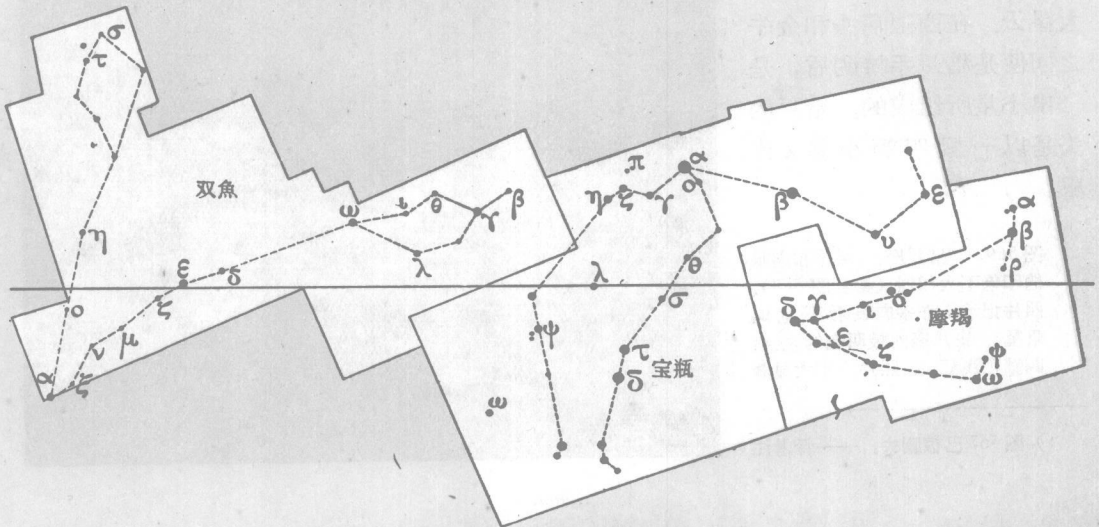 σ
τ
双魚
η
ο
ε
δ
ζ
μ
ν
α
ξ
ω
ι
θ
γ
β
λ
π
α
ο
η
ζ
γ
β
ε
υ
λ
θ
σ
τ
δ
ψ
ω
宝瓶
α
β
ρ
θ
ι
摩羯
δ
γ
ε
ζ
ψ
ω